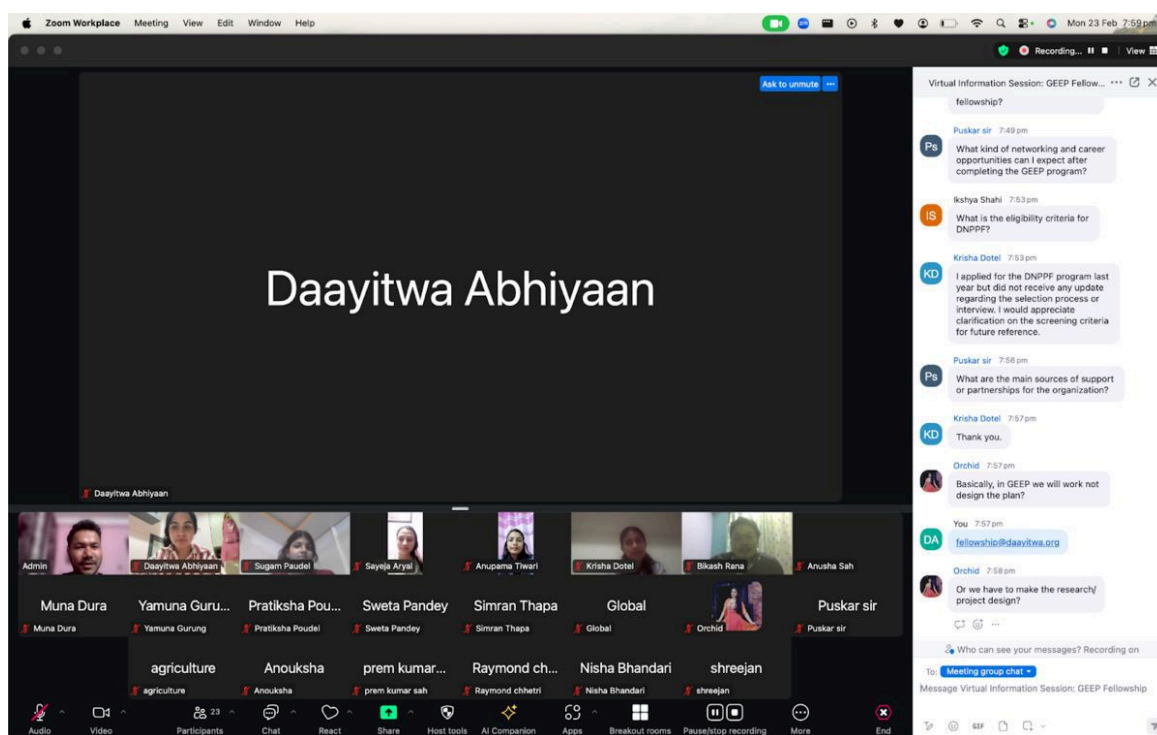 Zoom Workplace Meeting View Edit Window Help
Mon 23 Feb 7:59 pm
Recording... View
Ask to unmute
Daayitwa Abhiyaan
Daayitwa Abhiyaan
Admin
Daayitwa Abhiyaan
Sugam Paudel
Sayeja Aryal
Anupama Tiwari
Krisha Dotel
Bikash Rana
Anusha Sah
Muna Dura
Yamuna Guru...
Pratiksha Pou...
Sweta Pandey
Simran Thapa
Global
Puskar sir
Muna Dura
Yamuna Gurung
Pratiksha Poudel
Sweta Pandey
Simran Thapa
Global
Orchid
Puskar sir
agriculture
Anouksha
prem kumar...
Raymond ch...
Nisha Bhandari
shreejan
agriculture
Anouksha
prem kumar sah
Raymond chhetri
Nisha Bhandari
shreejan
23
Audio
Video
Participants
Chat
React
Share
Host tools
AI Companion
Apps
Breakout rooms
Pause/stop recording
More
End
Virtual Information Session: GEEP Fellow...
fellowship?
Puskar sir 7:49 pm
Ps
What kind of networking and career
opportunities can I expect after
completing the GEEP program?
Ikshya Shahi 7:53 pm
IS
What is the eligibility criteria for
DNPPF?
Krisha Dotel 7:53 pm
KD
I applied for the DNPPF program last
year but did not receive any update
regarding the selection process or
interview. I would appreciate
clarification on the screening criteria
for future reference.
Puskar sir 7:56 pm
Ps
What are the main sources of support
or partnerships for the organization?
Krisha Dotel 7:57 pm
KD
Thank you.
Orchid 7:57 pm
Basically, in GEEP we will work not
design the plan?
You 7:57 pm
DA
fellowship@daayitwa.org
Orchid 7:58 pm
Or we have to make the research/
project design?
Who can see your messages? Recording on
To: Meeting group chat
Message Virtual Information Session: GEEP Fellowship
GIF